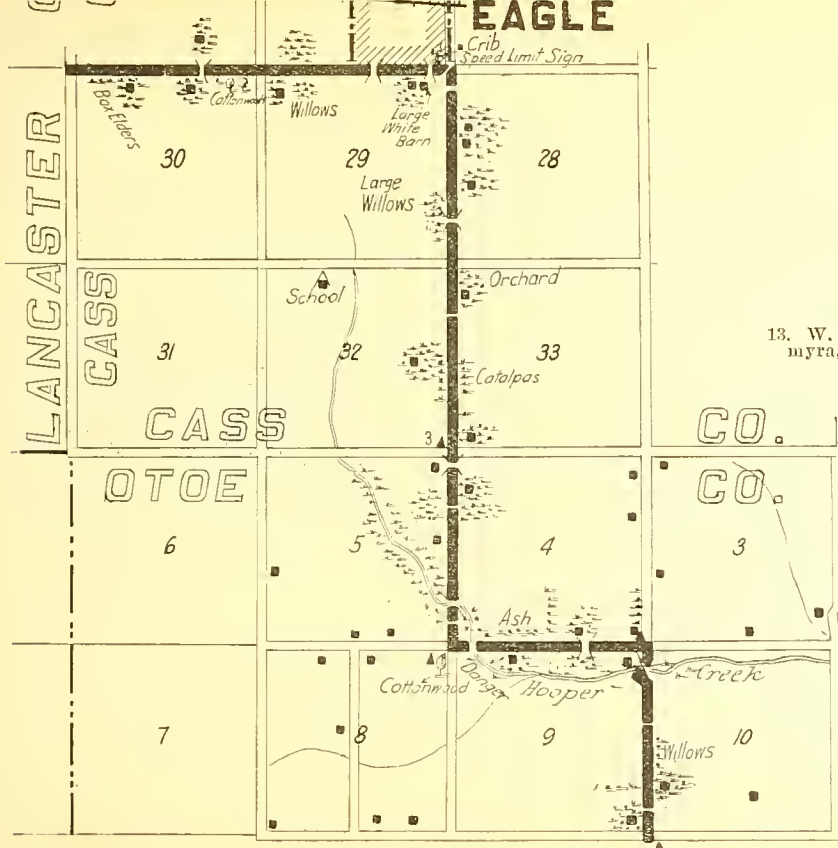 EAGLE
Crib
Speed Limit Sign
Box Elders
Cottonwoods
Willows
Large
White
Barn
30
29
28
Large
Willows
LANCASTER
CASS
School
Orchard
31
32
33
Catalpas
13. W.
myra,
CASS
CO.
3
OTOE
CO.
6
5
4
3
Ash
Cottonwood
Danger
Hooper
Creek
7
8
9
10
Willows